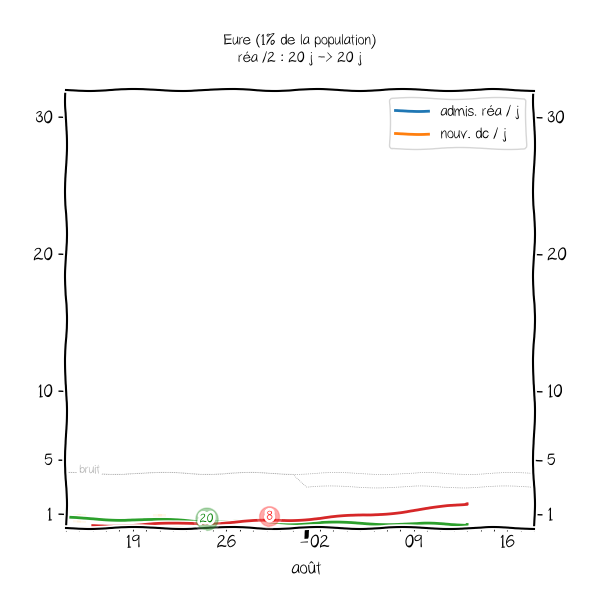 Eure (1% de la population)
réa /2 : 20 j -> 20 j
admis. réa / j
nouv. dc / j
30
30
20
20
10
10
5
5
bruit
1
20
8
1
19
26
02
09
16
août